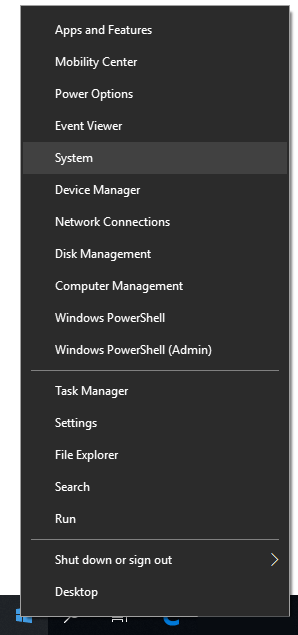 Apps and Features
Mobility Center
Power Options
Event Viewer
System
Device Manager
Network Connections
Disk Management
Computer Management
Windows PowerShell
Windows PowerShell (Admin)
Task Manager
Settings
File Explorer
Search
Run
Shut down or sign out
Desktop